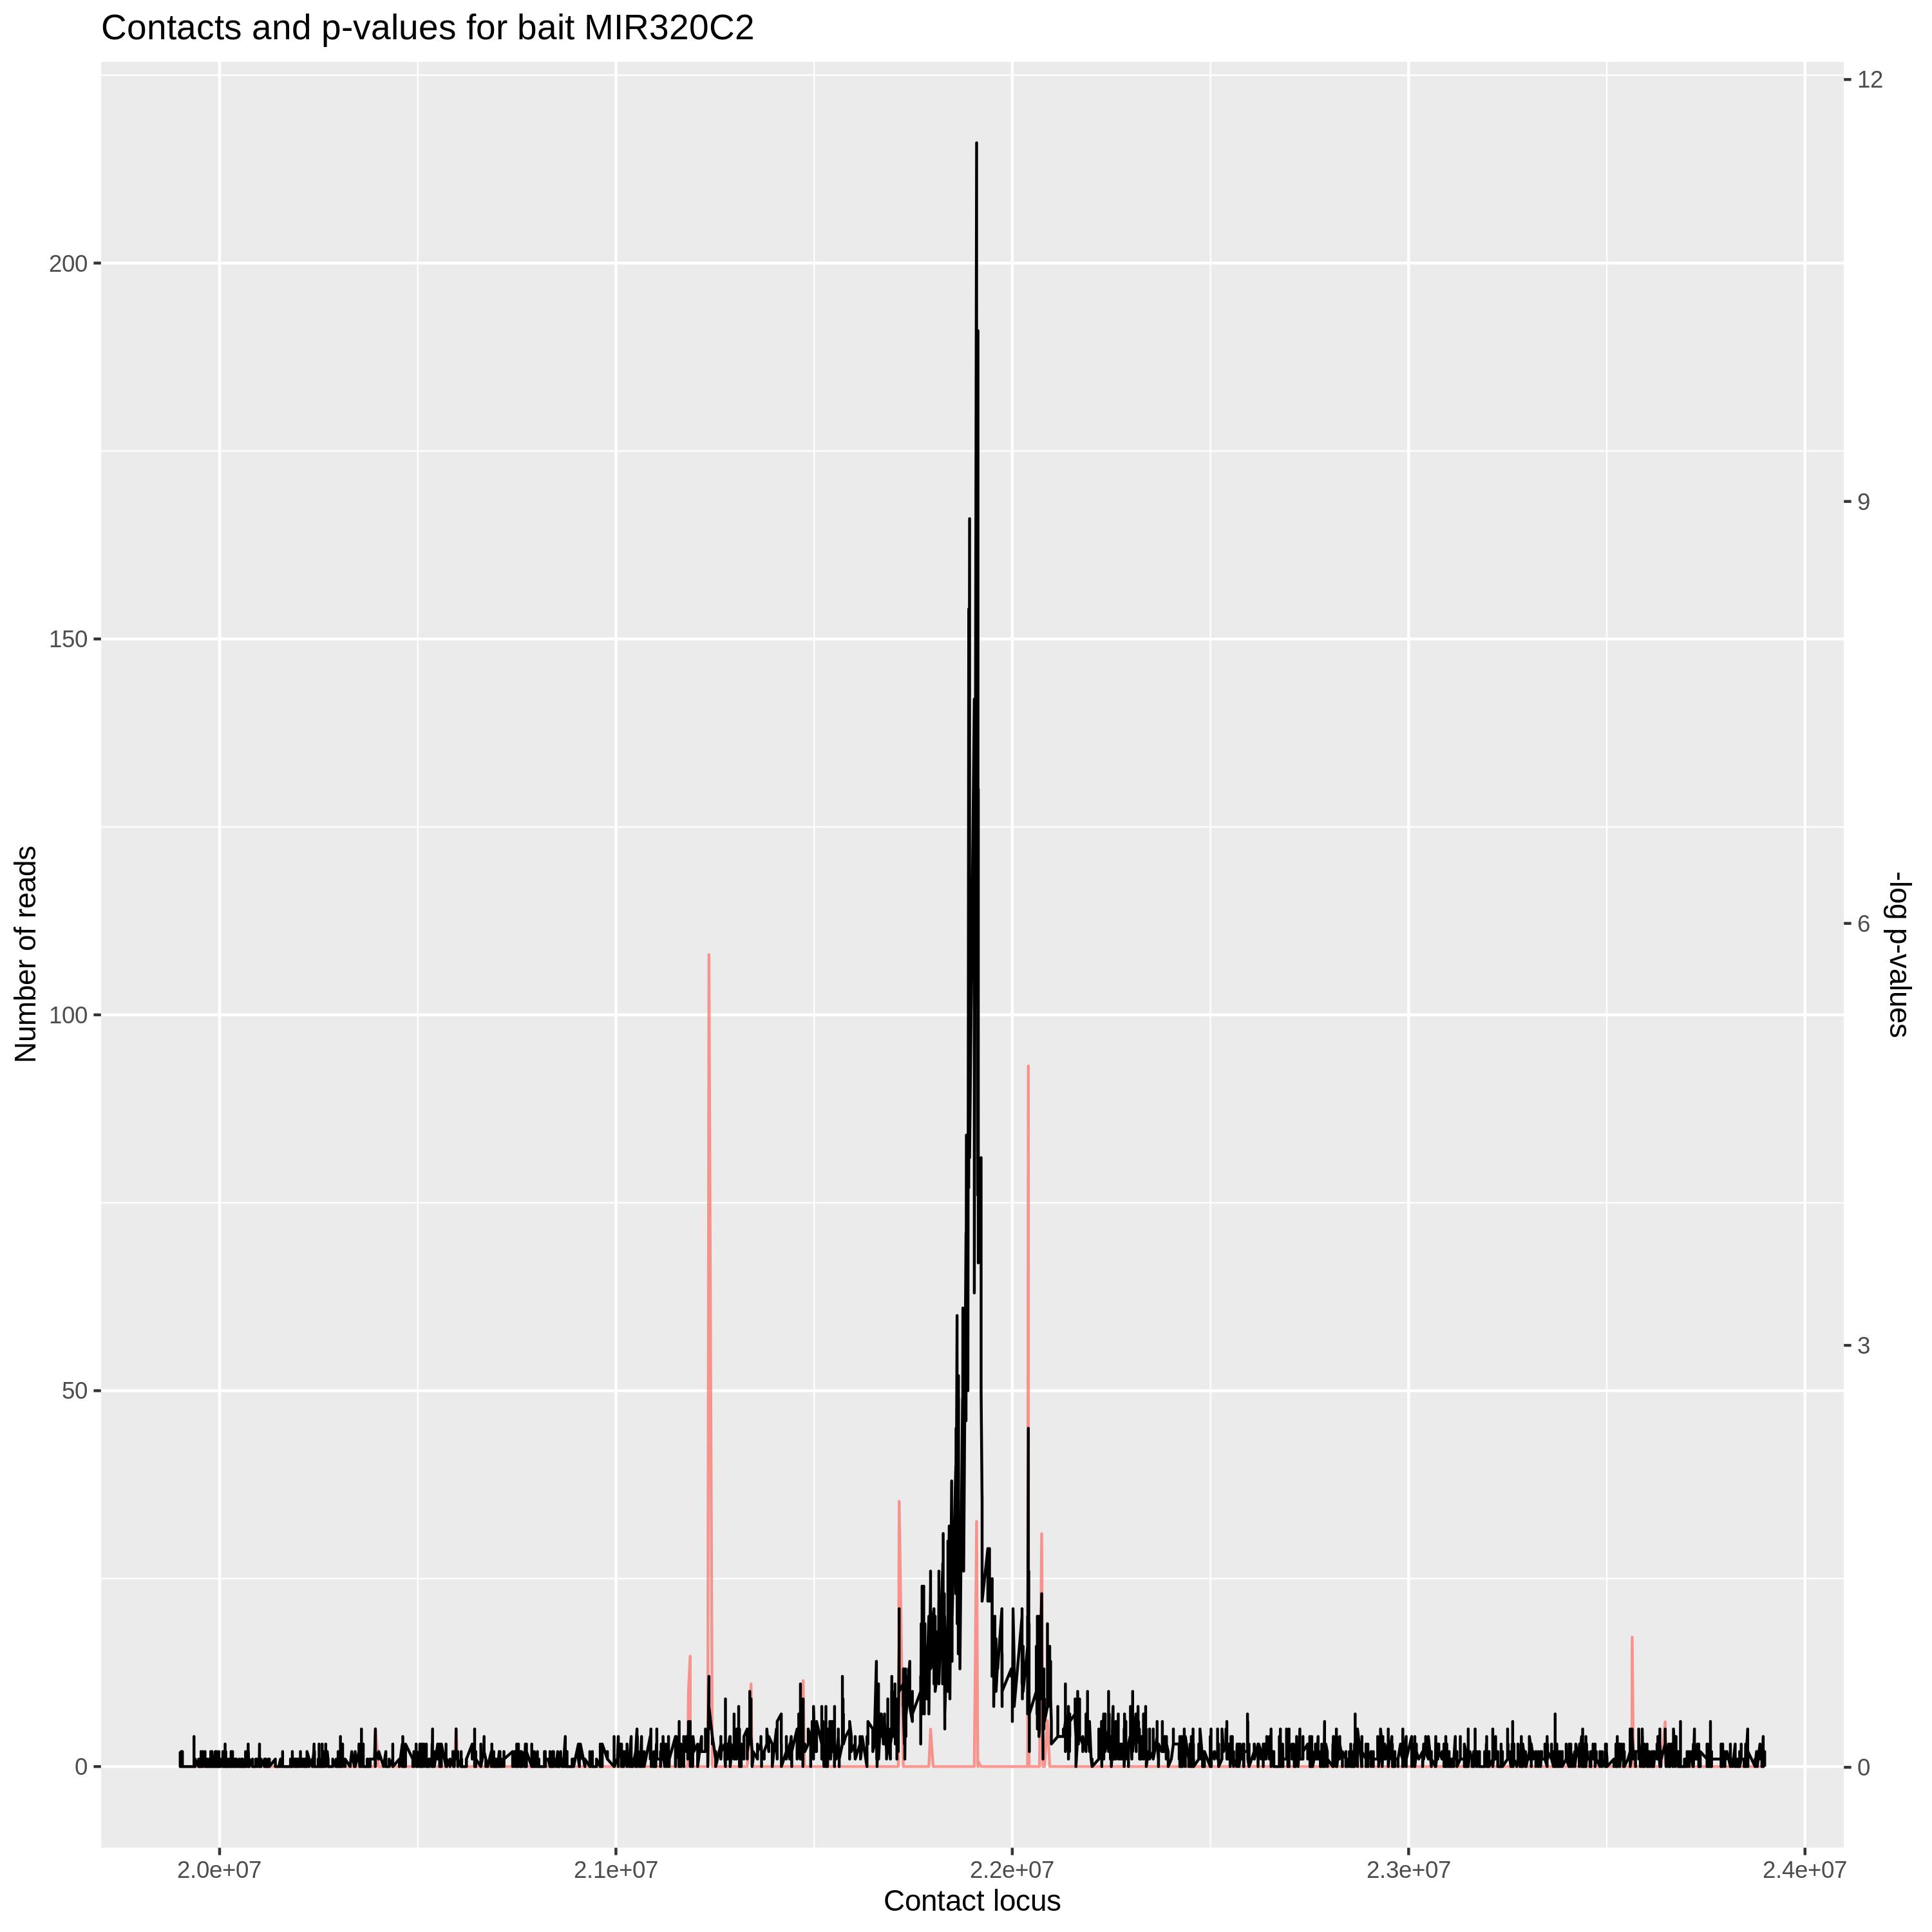 Contacts and p-values for bait MIR320C2
12
200
9
150
Number of reads
6
-log p-values
100
3
50
0
0
2.0e+07
2.1e+07
2.2e+07
2.3e+07
2.4e+07
Contact locus